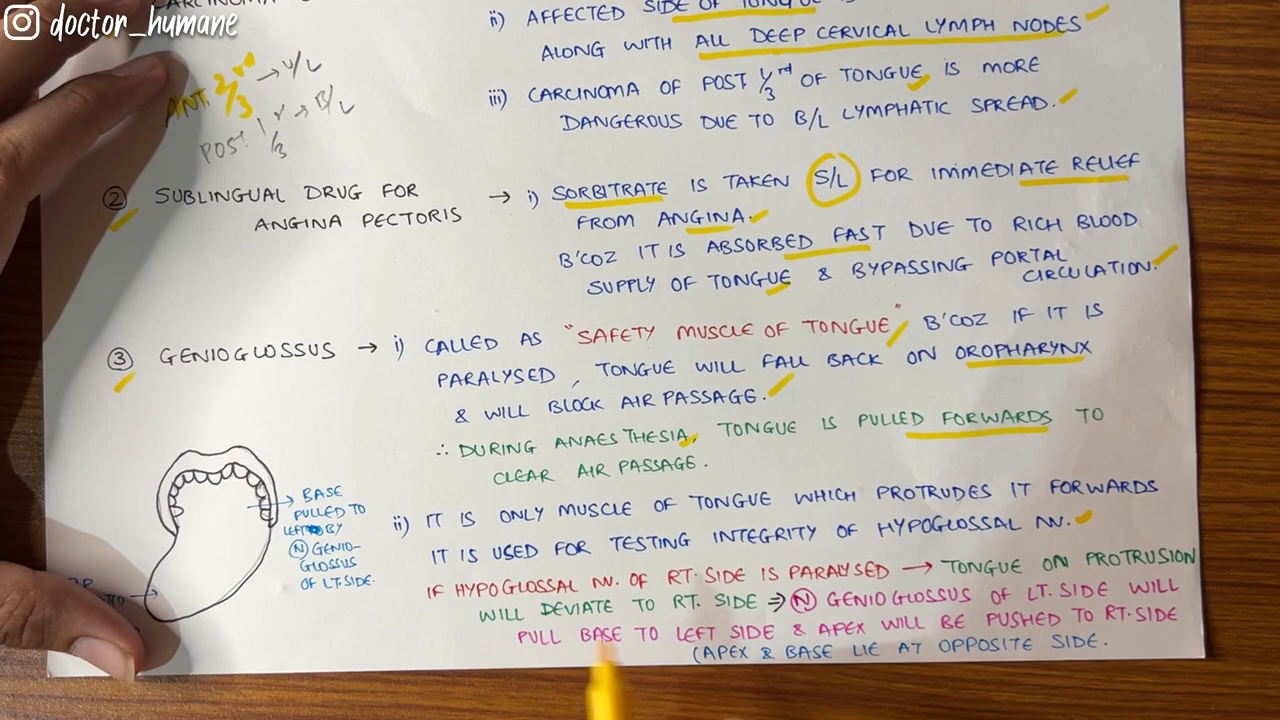 doctor_humane
ii) AFFECTED SIDE OF TONGUE IS
ALONG WITH ALL DEEP CERVICAL LYMPH NODES
ANT. 2/3rd → U/L
POST 1/3 r → B/L
iii) CARCINOMA OF POST 1/3rd OF TONGUE IS MORE
DANGEROUS DUE TO B/L LYMPHATIC SPREAD.
② SUBLINGUAL DRUG FOR
ANGINA PECTORIS
→ i) SORBITRATE IS TAKEN S/L FOR IMMEDIATE RELIEF
FROM ANGINA.
B'COZ IT IS ABSORBED FAST DUE TO RICH BLOOD
SUPPLY OF TONGUE & BYPASSING PORTAL
CIRCULATION.
③ GENIOGLOSSUS → i) CALLED AS "SAFETY MUSCLE OF TONGUE" B'COZ IF IT IS
PARALYSED, TONGUE WILL FALL BACK ON OROPHARYNX
& WILL BLOCK AIR PASSAGE.
∴ DURING ANAESTHESIA, TONGUE IS PULLED FORWARDS TO
CLEAR AIR PASSAGE.
ii) IT IS ONLY MUSCLE OF TONGUE WHICH PROTRUDES IT FORWARDS
IT IS USED FOR TESTING INTEGRITY OF HYPOGLOSSAL NV.
IF HYPOGLOSSAL NV. OF RT. SIDE IS PARALYSED → TONGUE ON PROTRUSION
WILL DEVIATE TO RT. SIDE ⇒ (N) GENIOGLOSSUS OF LT. SIDE WILL
PULL BASE TO LEFT SIDE & APEX WILL BE PUSHED TO RT. SIDE
(APEX & BASE LIE AT OPPOSITE SIDE.
→ BASE
PULLED TO
LEFT BY
(N) GENIO-
GLOSSUS
OF LT. SIDE.